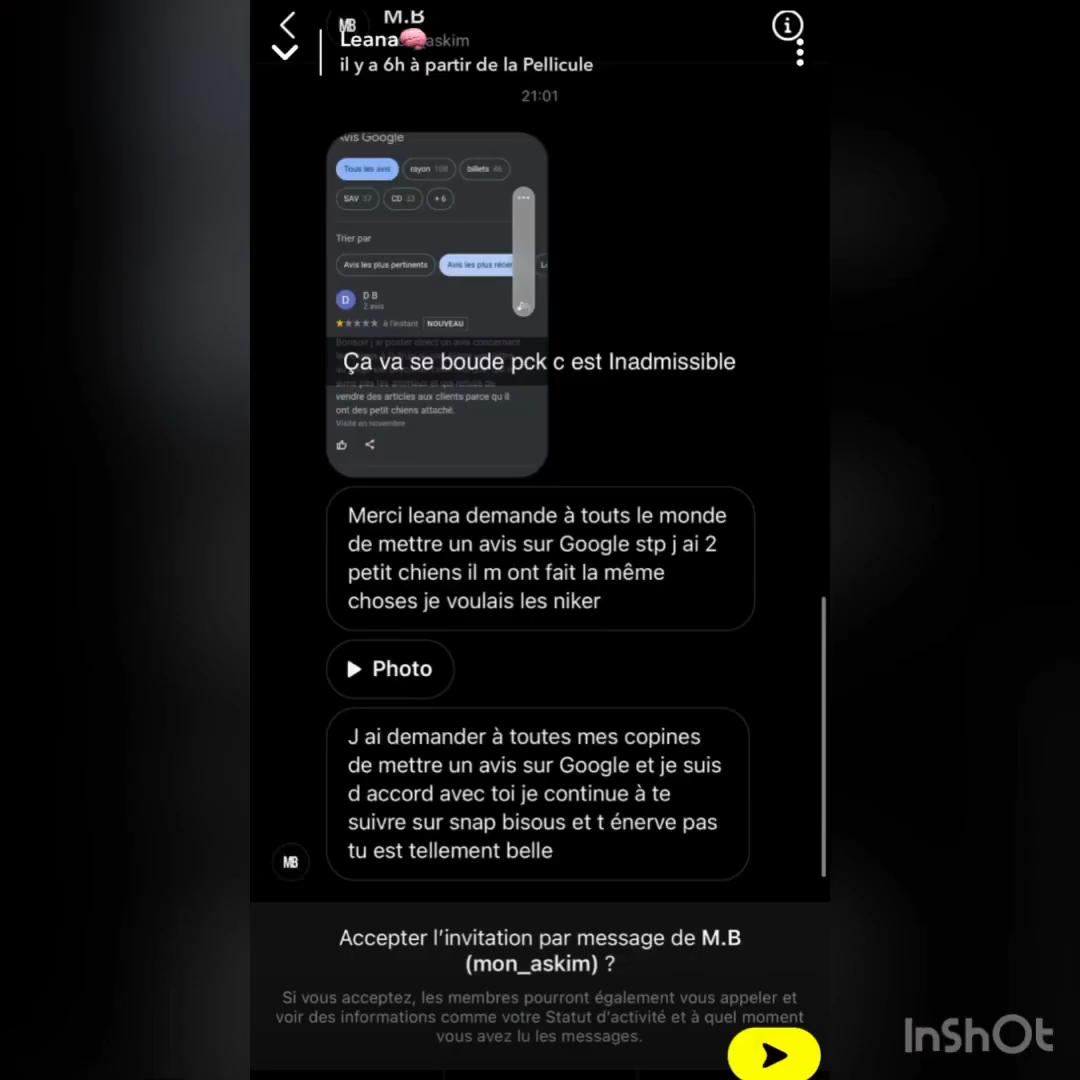 M.B
MB
Leana🧠askim
il y a 6h à partir de la Pellicule
21:01
Avis Google
Tous les avis rayon 108 billets 46
SAV 37 CD 33 +6
Trier par
Avis les plus pertinents Avis les plus récen
D D B
2 avis
à l'instant NOUVEAU
Bonsoir j ai poster direct un avis concernant
Ça va se boude pck c est Inadmissible
vendre des articles aux clients parce qu il
ont des petit chiens attaché.
Visité en novembre
Merci leana demande à touts le monde
de mettre un avis sur Google stp j ai 2
petit chiens il m ont fait la même
choses je voulais les niker
Photo
J ai demander à toutes mes copines
de mettre un avis sur Google et je suis
d accord avec toi je continue à te
suivre sur snap bisous et t énerve pas
tu est tellement belle
MB
Accepter l'invitation par message de M.B
(mon_askim) ?
Si vous acceptez, les membres pourront également vous appeler et
voir des informations comme votre Statut d'activité et à quel moment
vous avez lu les messages.
InShOt